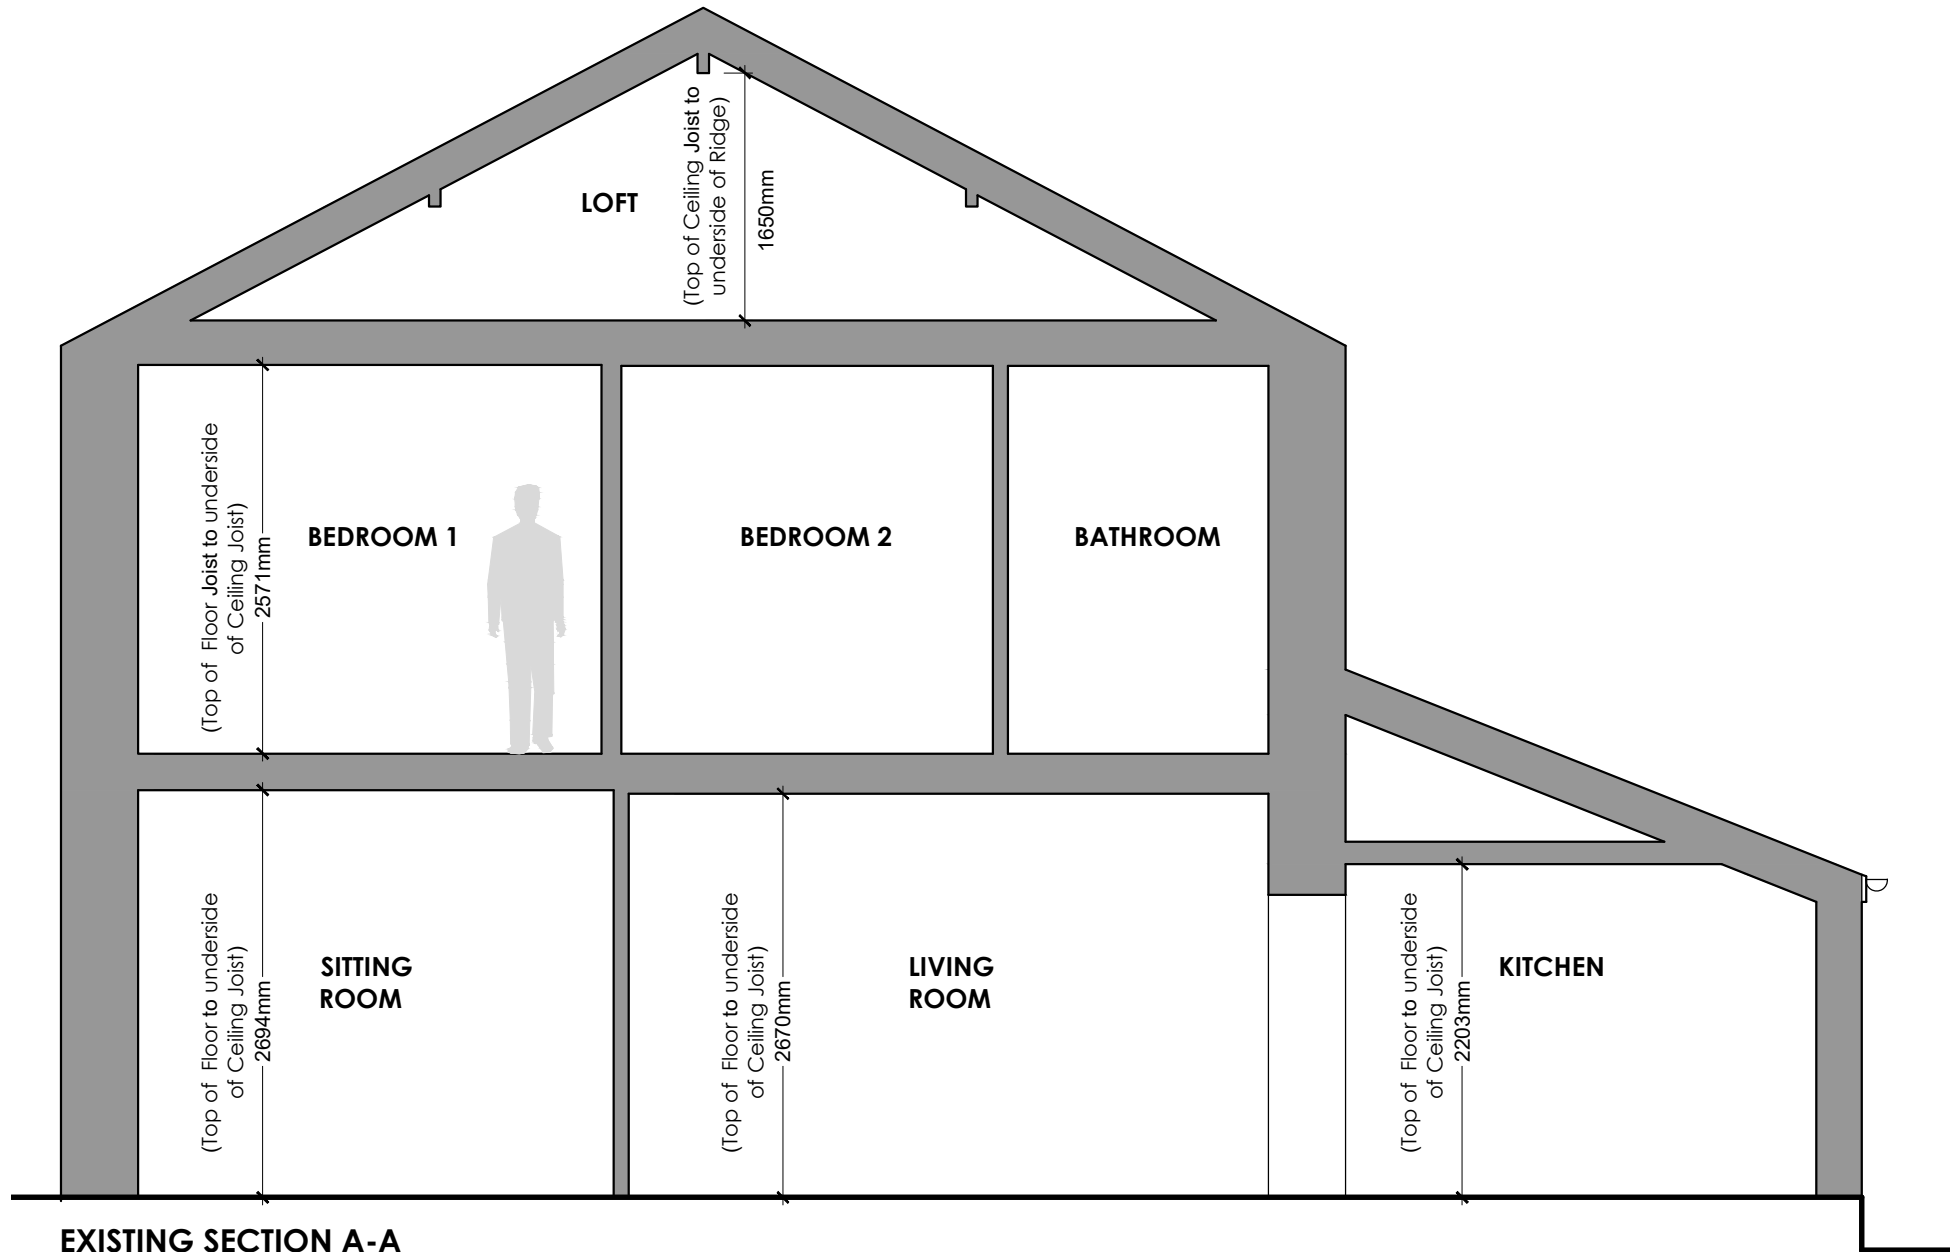 (Top of Ceiling Joist to
underside of Ridge)
1650mm
LOFT
(Top of Floor Joist to underside
of Ceiling Joist)
2571mm
BEDROOM 1
BEDROOM 2
BATHROOM
(Top of Floor to underside
of Ceiling Joist)
2694mm
SITTING
ROOM
(Top of Floor to underside
of Ceiling Joist)
2670mm
LIVING
ROOM
(Top of Floor to underside
of Ceiling Joist)
2203mm
KITCHEN
EXISTING SECTION A-A